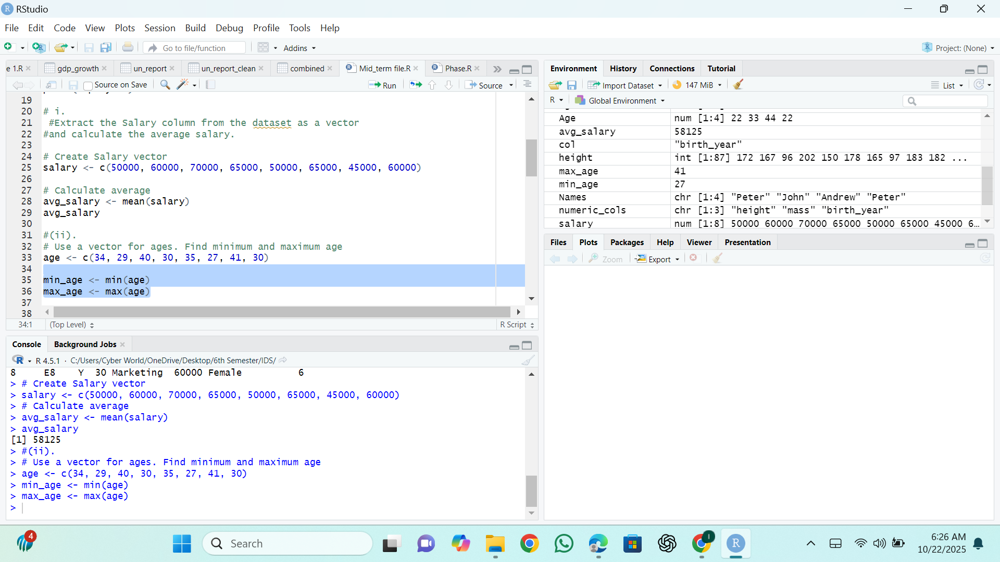 RStudio
File Edit Code View Plots Session Build Debug Profile Tools Help
Go to file/function Addins Project: (None)
e 1.R gdp_growth un_report un_report_clean combined Mid_term file.R Phase.R
Source on Save Run Source
19
20 # i.
21 #Extract the Salary column from the dataset as a vector
22 #and calculate the average salary.
23
24 # Create Salary vector
25 salary <- c(50000, 60000, 70000, 65000, 50000, 65000, 45000, 60000)
26
27 # Calculate average
28 avg_salary <- mean(salary)
29 avg_salary
30
31 #(ii).
32 # Use a vector for ages. Find minimum and maximum age
33 age <- c(34, 29, 40, 30, 35, 27, 41, 30)
34
35 min_age <- min(age)
36 max_age <- max(age)
37
38
34:1 (Top Level) R Script
Console Background Jobs
R 4.5.1 · C:/Users/Cyber World/OneDrive/Desktop/6th Semester/IDS/
8 E8 Y 30 Marketing 60000 Female 6
> # Create Salary vector
> salary <- c(50000, 60000, 70000, 65000, 50000, 65000, 45000, 60000)
> # Calculate average
> avg_salary <- mean(salary)
> avg_salary
[1] 58125
> #(ii).
> # Use a vector for ages. Find minimum and maximum age
> age <- c(34, 29, 40, 30, 35, 27, 41, 30)
> min_age <- min(age)
> max_age <- max(age)
>
Environment History Connections Tutorial
Import Dataset 147 MiB List
R Global Environment
Age num [1:4] 22 33 44 22
avg_salary 58125
col "birth_year"
height int [1:87] 172 167 96 202 150 178 165 97 183 182 ...
max_age 41
min_age 27
Names chr [1:4] "Peter" "John" "Andrew" "Peter"
numeric_cols chr [1:3] "height" "mass" "birth_year"
salary num [1:8] 50000 60000 70000 65000 50000 65000 45000 6…
Files Plots Packages Help Viewer Presentation
Zoom Export
4 Search 6:26 AM
10/22/2025